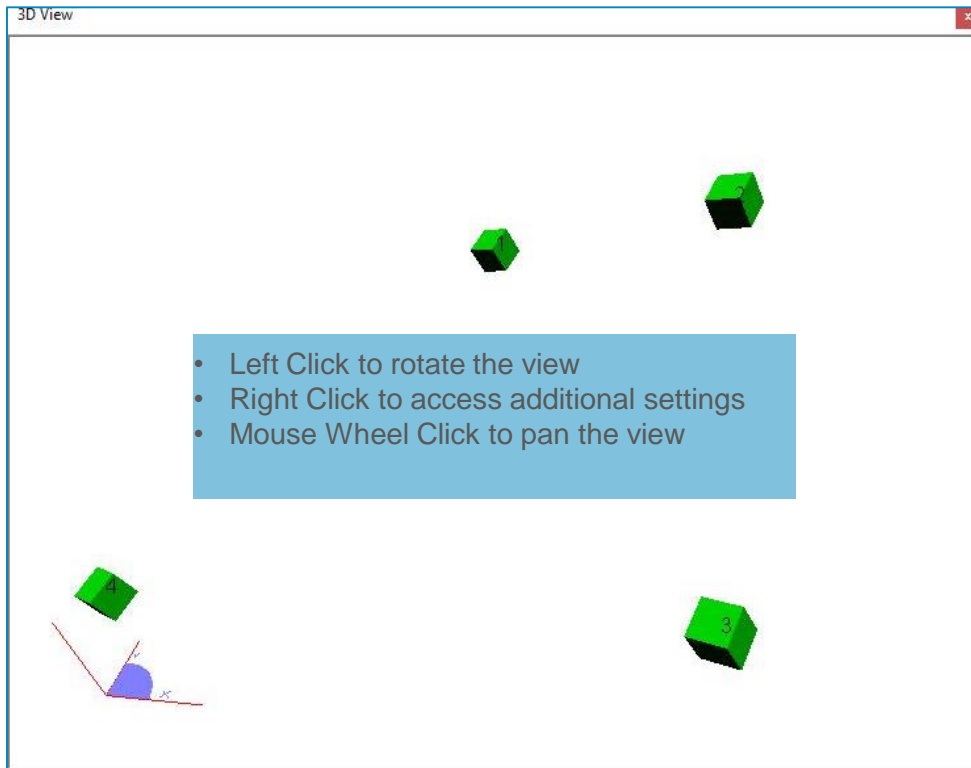 3D View
2
1
• Left Click to rotate the view
• Right Click to access additional settings
• Mouse Wheel Click to pan the view
4
3
X